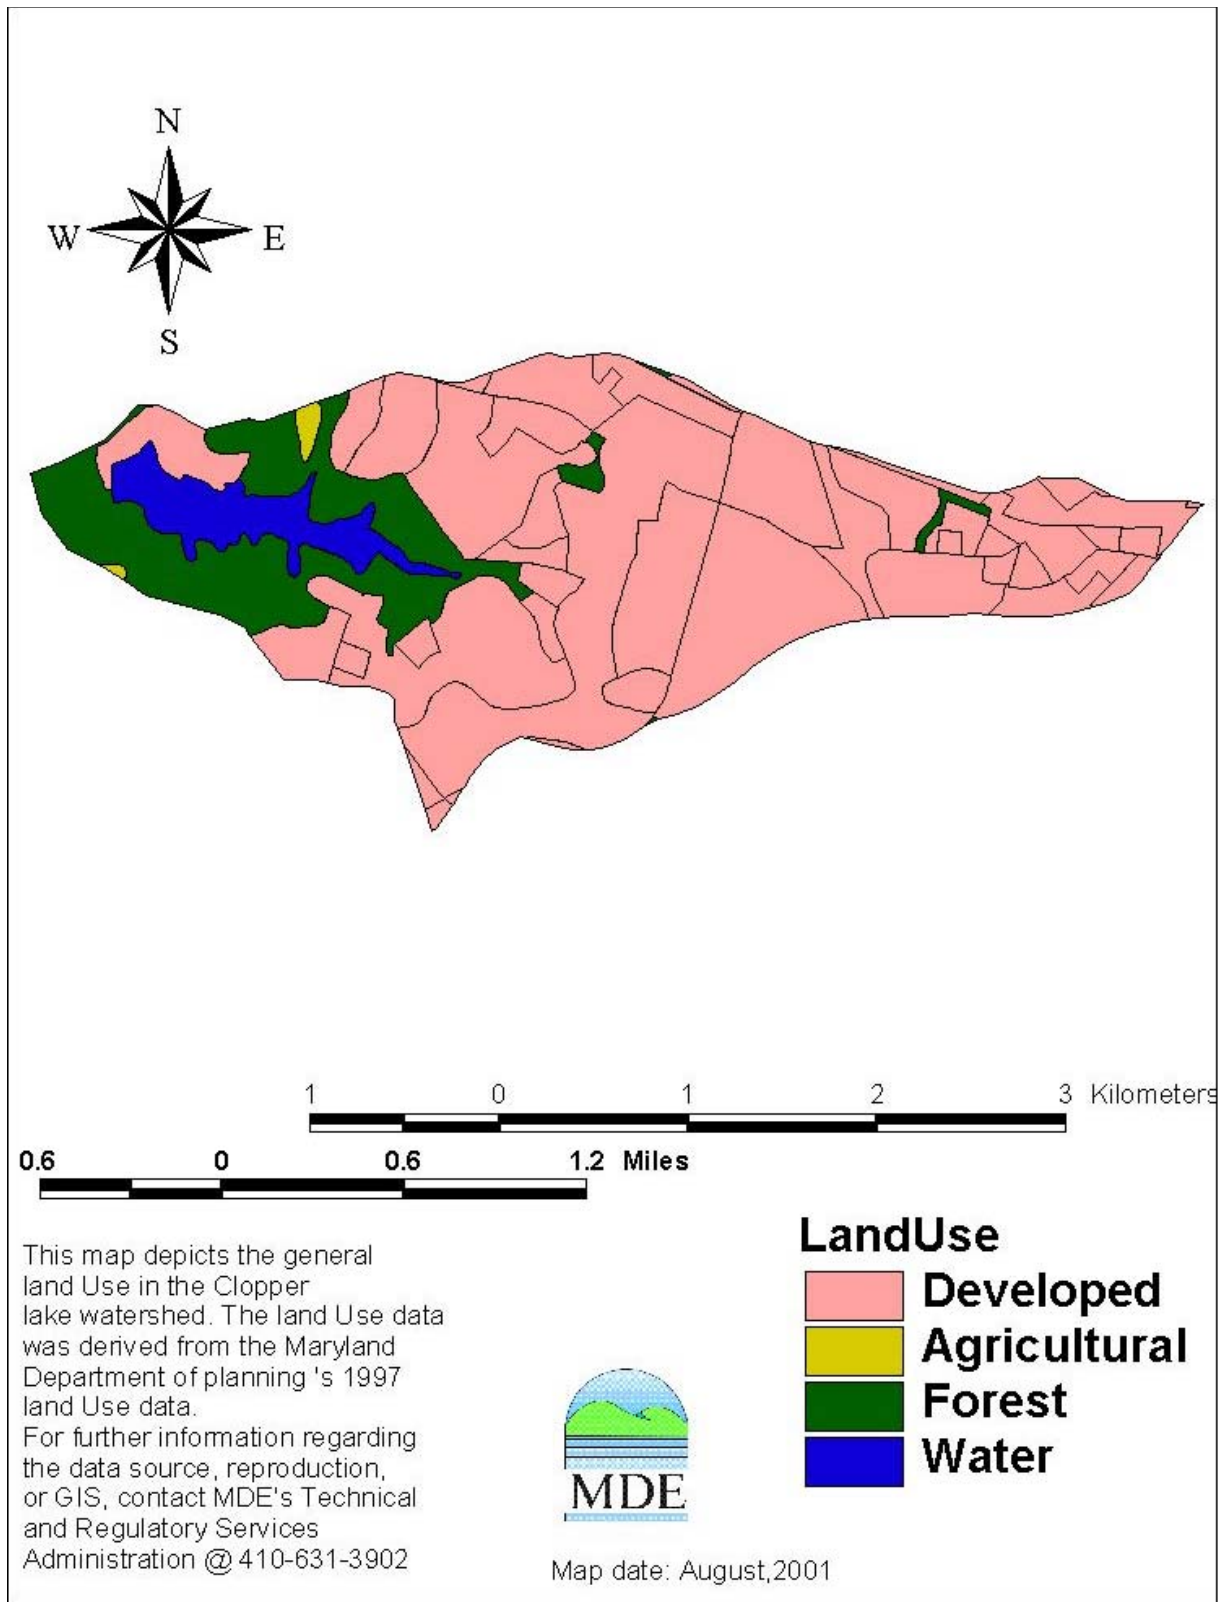 N
W E
S
1 0 1 2 3 Kilometers
0.6 0 0.6 1.2 Miles
This map depicts the general
land Use in the Clopper
lake watershed. The land Use data
was derived from the Maryland
Department of planning 's 1997
land Use data.
For further information regarding
the data source, reproduction,
or GIS, contact MDE's Technical
and Regulatory Services
Administration @ 410-631-3902
MDE
Map date: August,2001
LandUse
Developed
Agricultural
Forest
Water